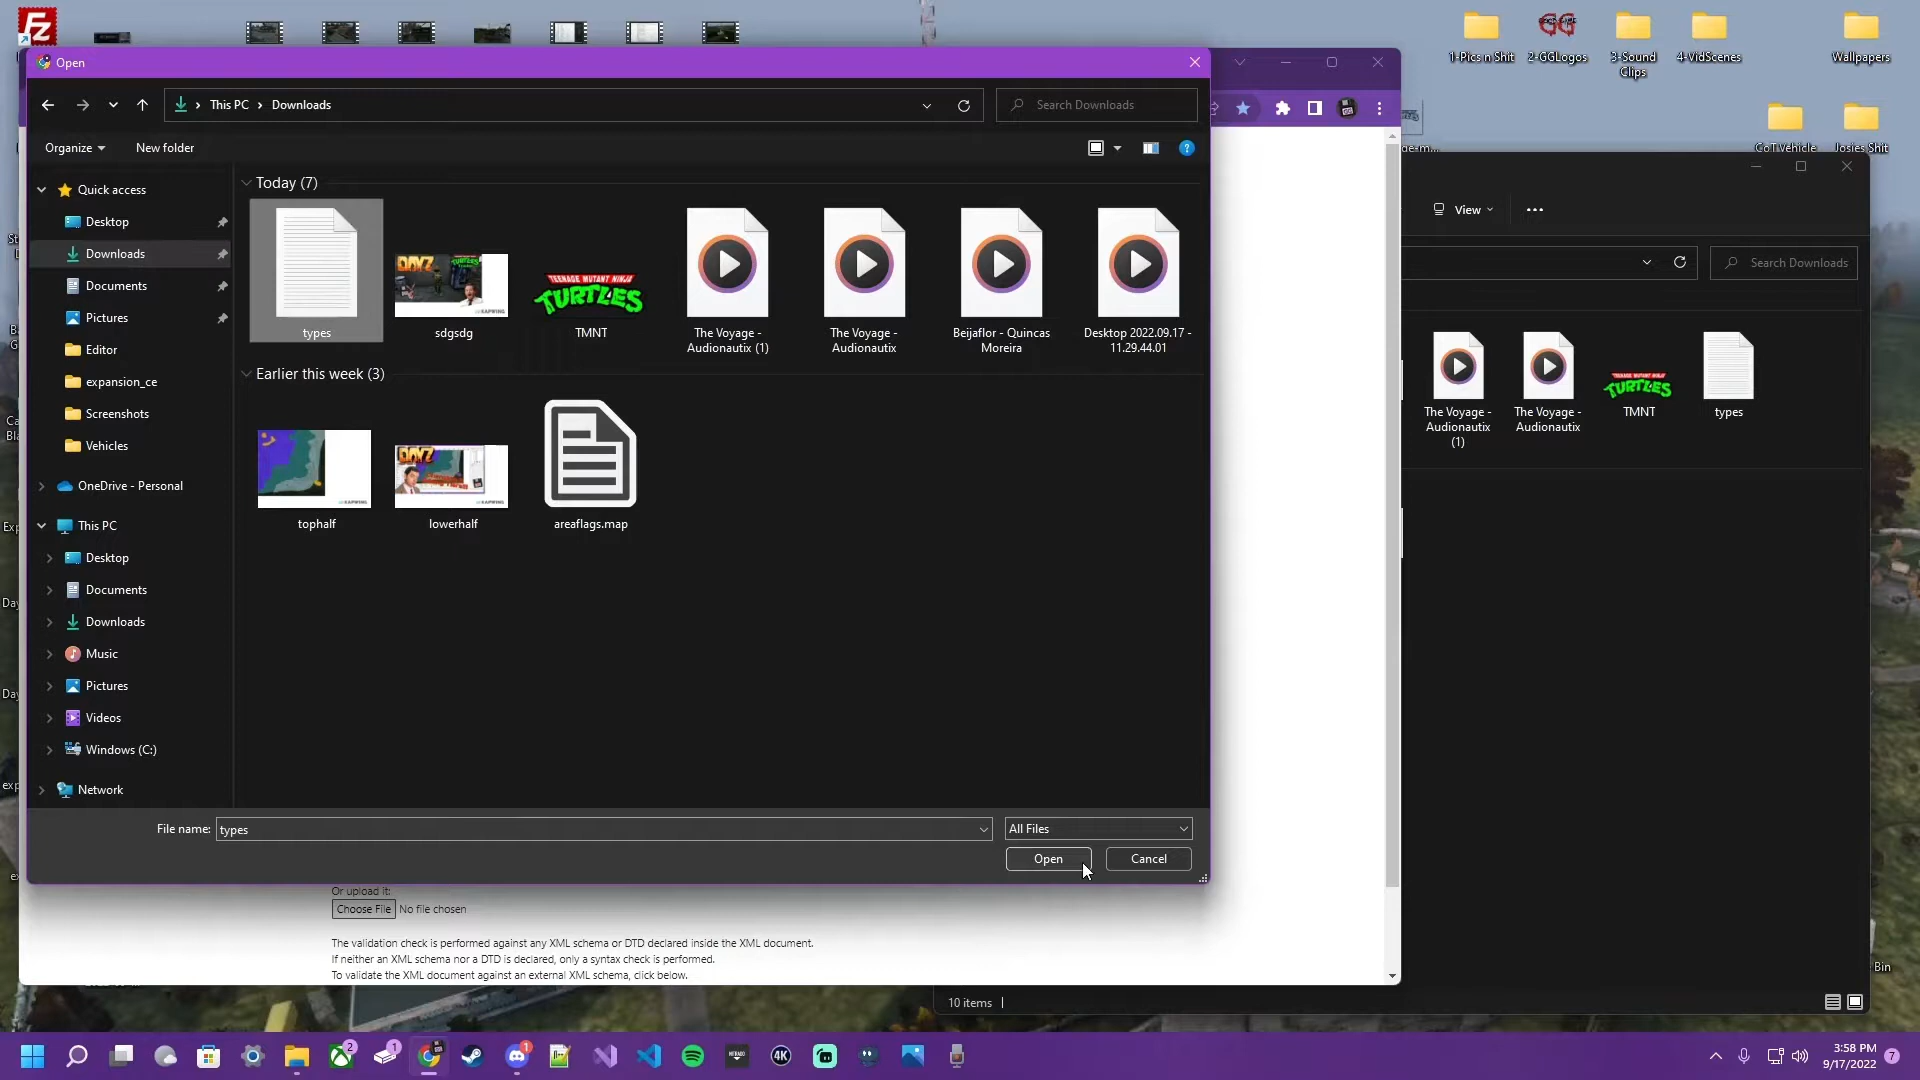 Open
This PC
Downloads
Search Downloads
Organize
New folder
Quick access
Desktop
Downloads
Documents
Pictures
Editor
expansion_ce
Screenshots
Vehicles
OneDrive - Personal
This PC
Desktop
Documents
Downloads
Music
Pictures
Videos
Windows (C:)
Network
Today (7)
types
sdgsdg
TEENAGE MUTANT NINJA
TURTLES
TMNT
The Voyage -
Audionautix (1)
The Voyage -
Audionautix
Beijaflor - Quincas
Moreira
Desktop 2022.09.17 -
11.29.44.01
Earlier this week (3)
tophalf
lowerhalf
areaflags.map
File name:
types
All Files
Open
Cancel
Or upload it:
Choose File No file chosen
The validation check is performed against any XML schema or DTD declared inside the XML document.
If neither an XML schema nor a DTD is declared, only a syntax check is performed.
To validate the XML document against an external XML schema, click below.
1-Pics n Shit
2-GGLogos
3-Sound
Clips
4-VidScenes
Wallpapers
CoT Vehicle
Josies Shit
View
Search Downloads
The Voyage -
Audionautix
(1)
The Voyage -
Audionautix
TMNT
types
Bin
10 items
3:58 PM
9/17/2022
7